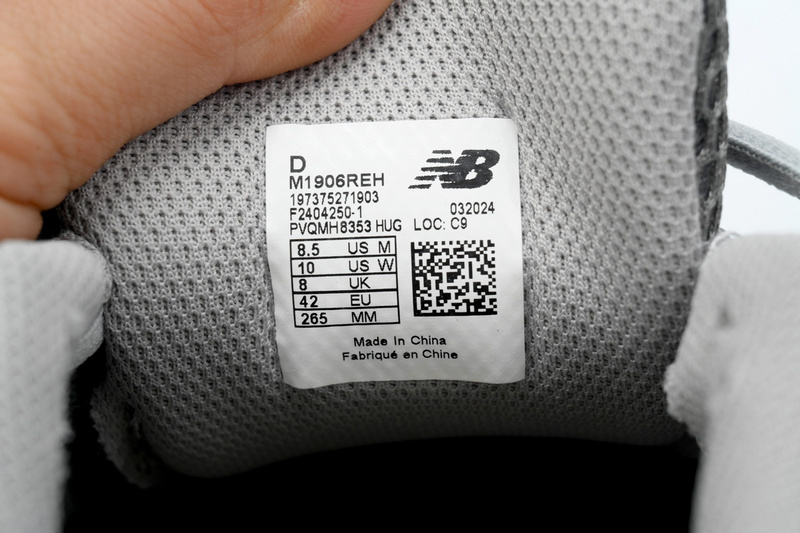 D
M1906REH
NB
197375271903
F2404250-1 032024
PVQMH8353 HUG LOC: C9
8.5 US M
10 US W
8 UK
42 EU
265 MM
Made In China
Fabriqué en Chine